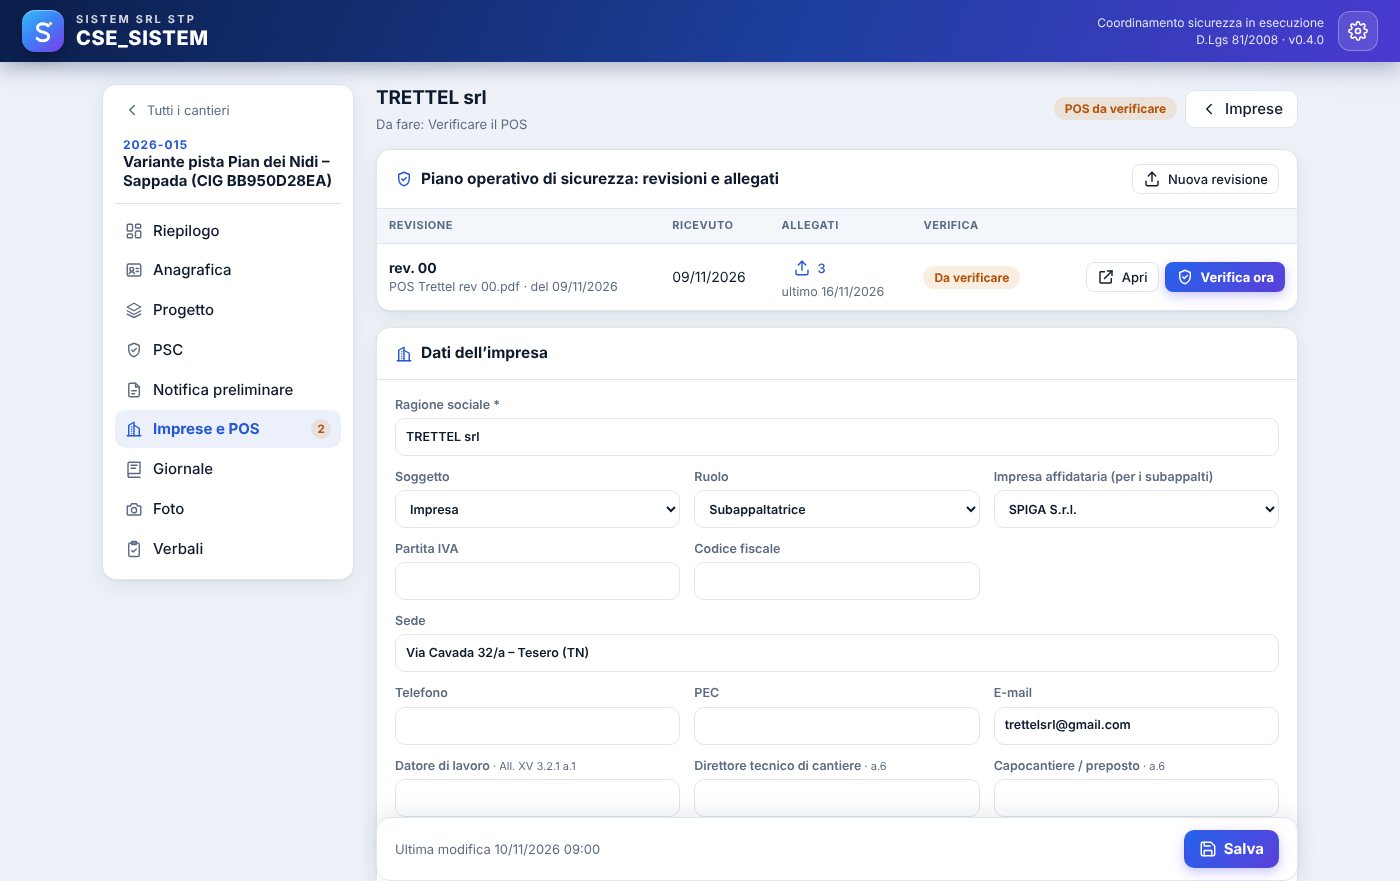 SISTEM SRL STP
CSE_SISTEM
Coordinamento sicurezza in esecuzione
D.Lgs 81/2008 · v0.4.0
Tutti i cantieri
2026-015
Variante pista Pian dei Nidi –
Sappada (CIG BB950D28EA)
Riepilogo
Anagrafica
Progetto
PSC
Notifica preliminare
Imprese e POS 2
Giornale
Foto
Verbali
TRETTEL srl
Da fare: Verificare il POS
POS da verificare
Imprese
Piano operativo di sicurezza: revisioni e allegati
Nuova revisione
REVISIONE RICEVUTO ALLEGATI VERIFICA
rev. 00
POS Trettel rev 00.pdf · del 09/11/2026
09/11/2026
3
ultimo 16/11/2026
Da verificare
Apri
Verifica ora
Dati dell’impresa
Ragione sociale *
TRETTEL srl
Soggetto Ruolo Impresa affidataria (per i subappalti)
Impresa Subappaltatrice SPIGA S.r.l.
Partita IVA Codice fiscale
Sede
Via Cavada 32/a – Tesero (TN)
Telefono PEC E-mail
trettelsrl@gmail.com
Datore di lavoro · All. XV 3.2.1 a.1 Direttore tecnico di cantiere · a.6 Capocantiere / preposto · a.6
Ultima modifica 10/11/2026 09:00
Salva